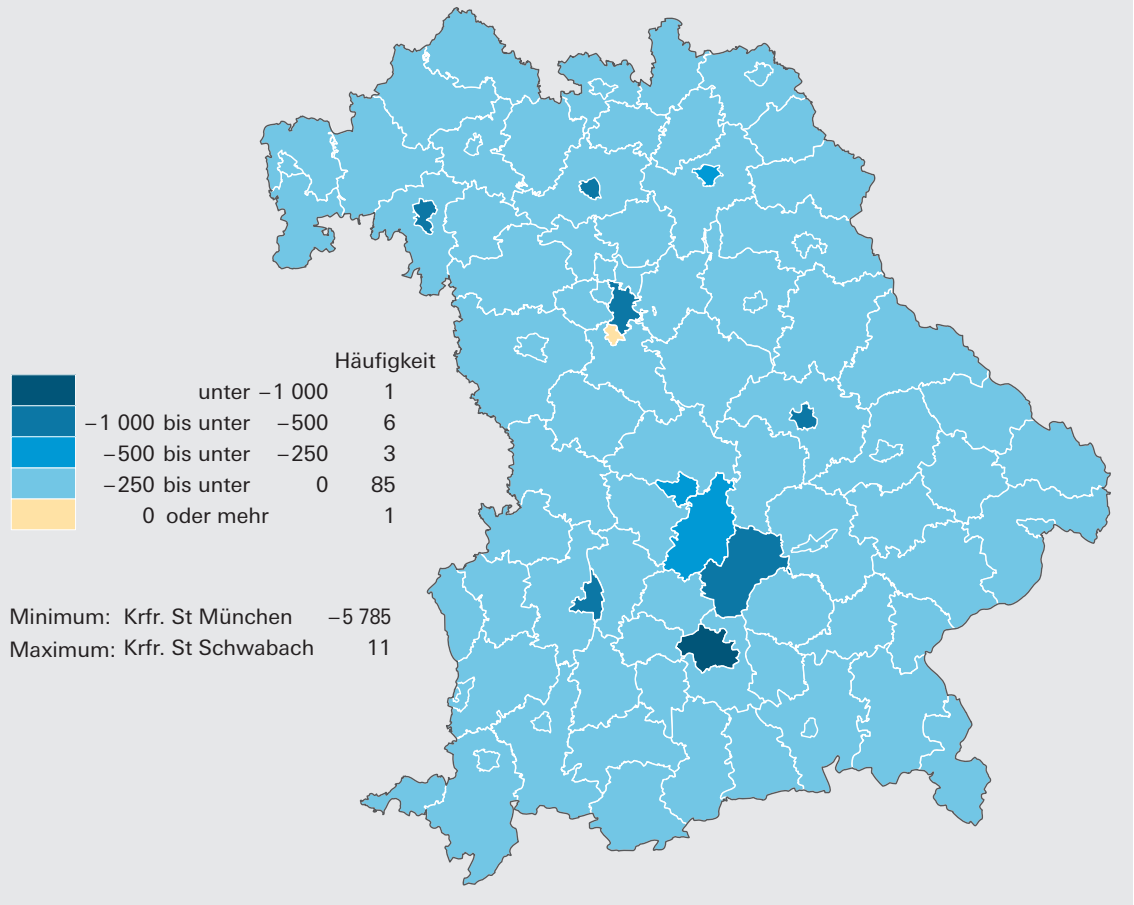 Häufigkeit
unter –1 000 1
–1 000 bis unter –500 6
–500 bis unter –250 3
–250 bis unter 0 85
0 oder mehr 1
Minimum: Krfr. St München –5 785
Maximum: Krfr. St Schwabach 11